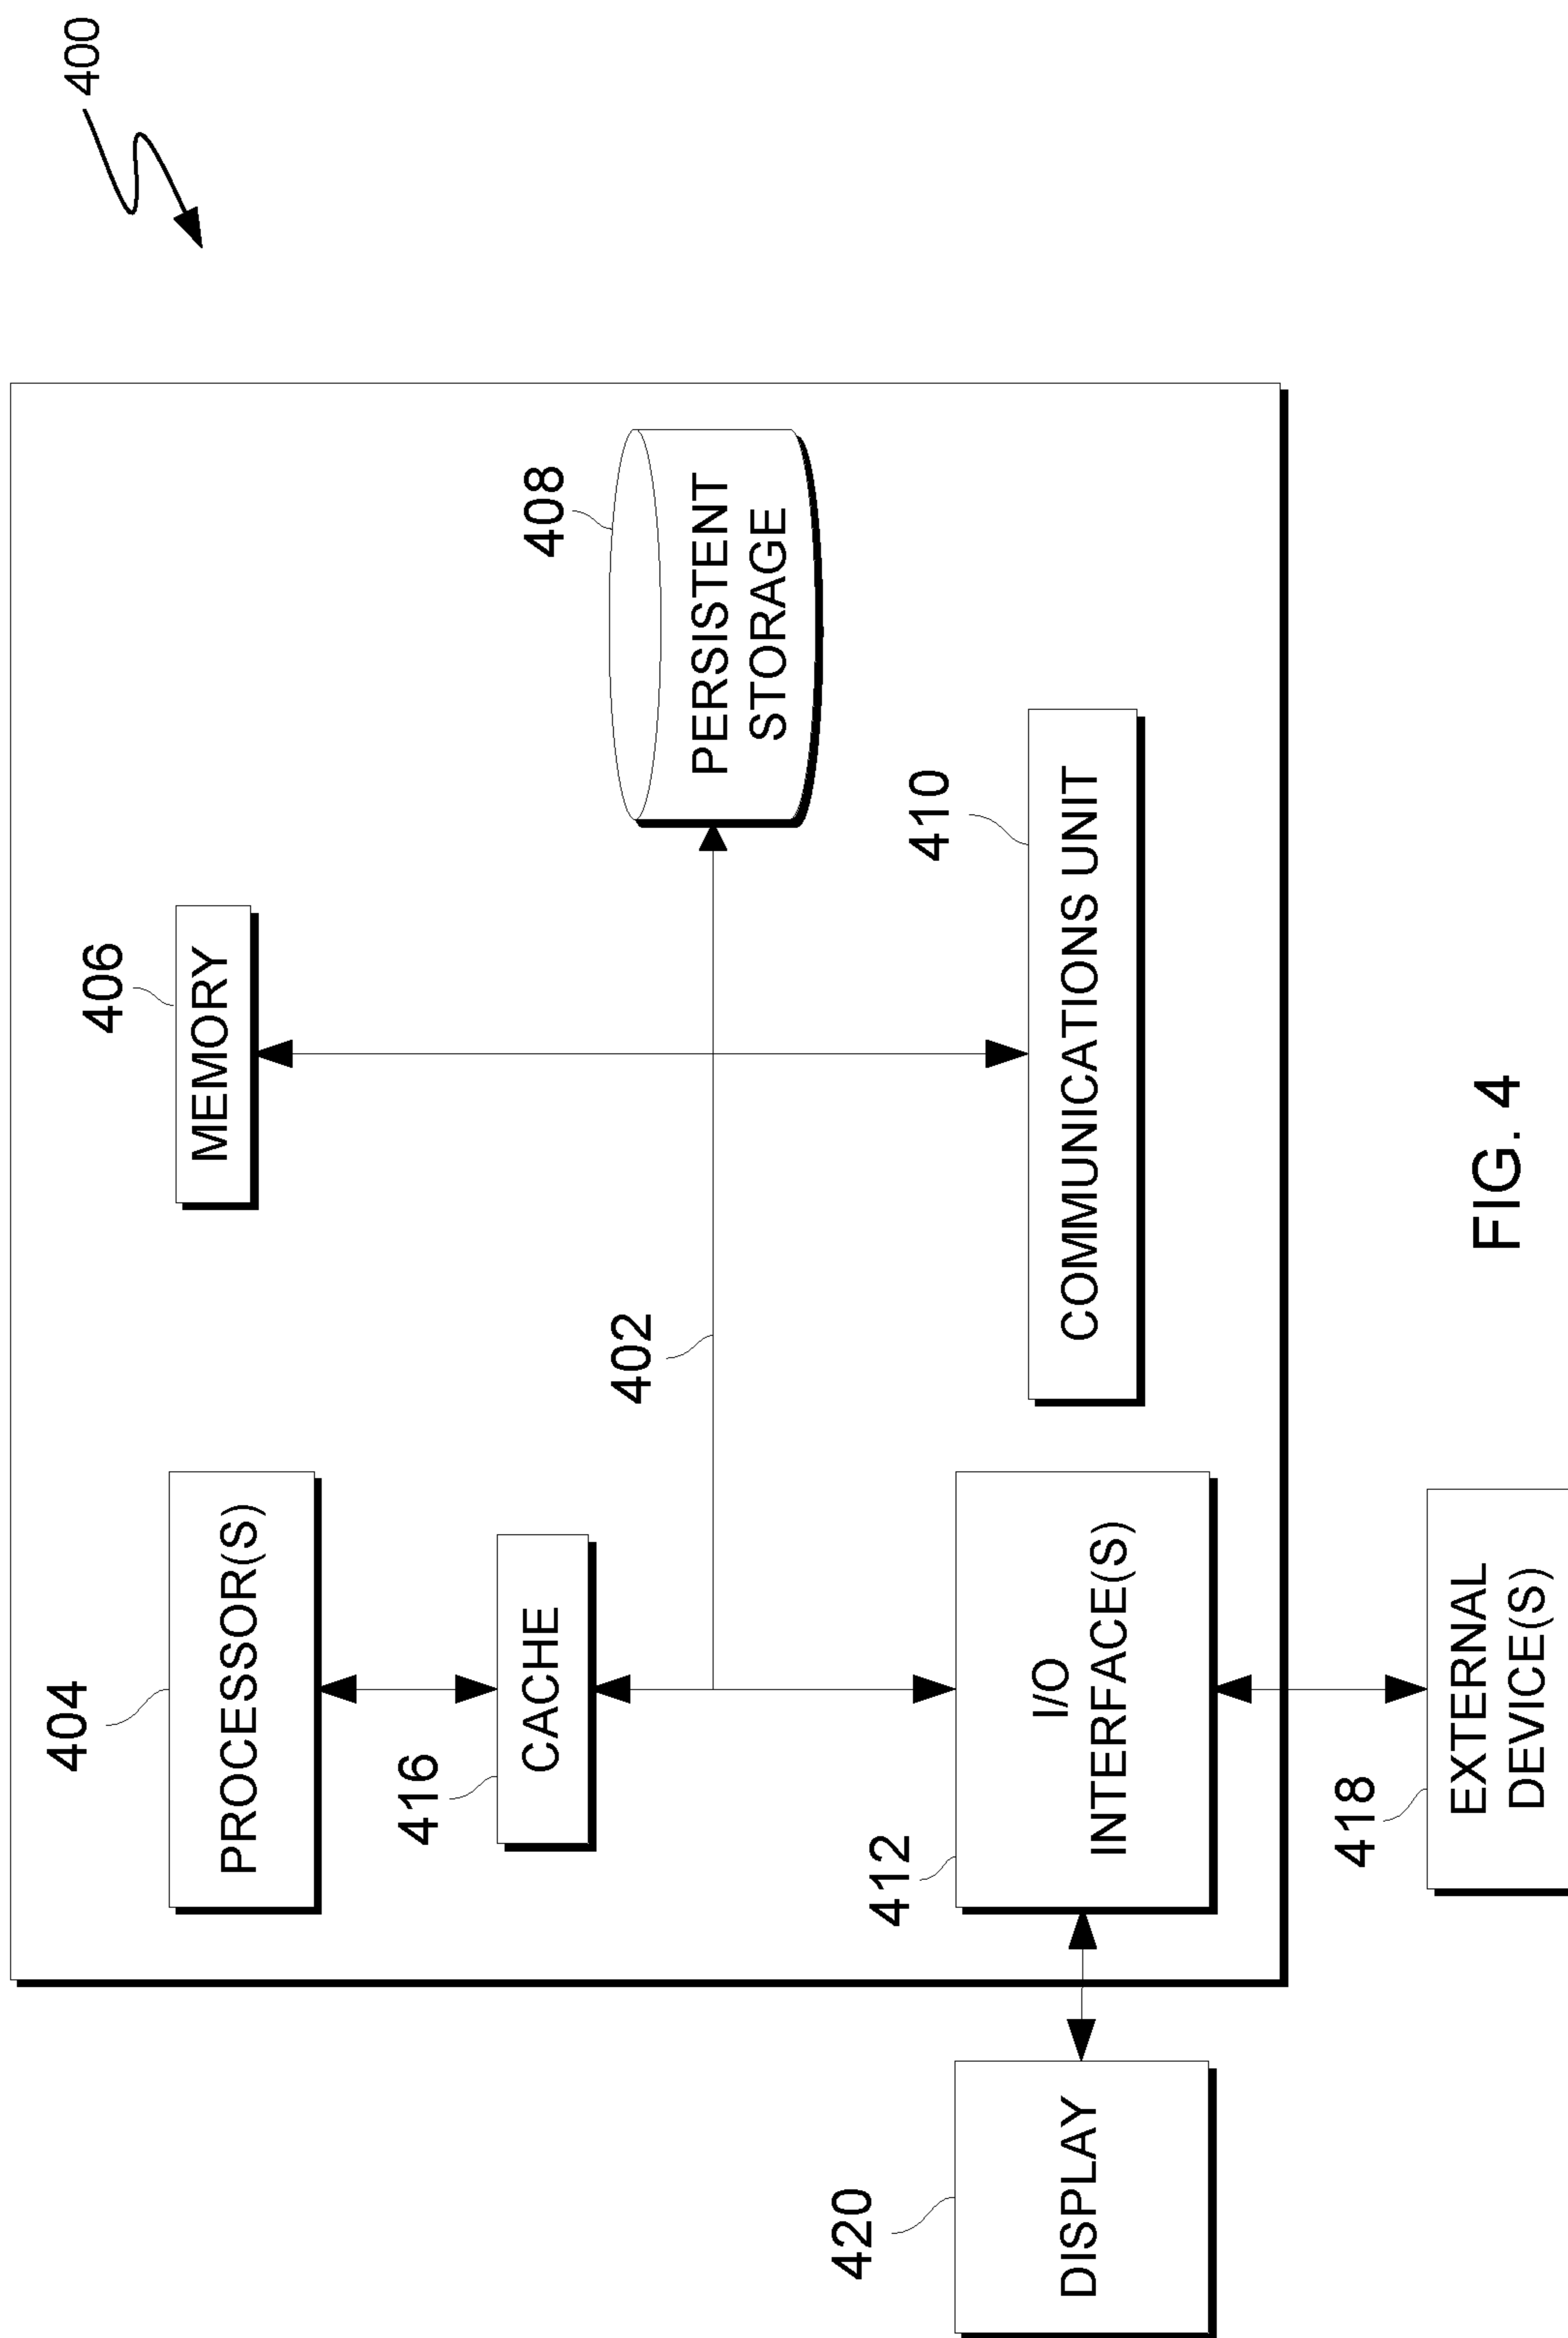 400
404
PROCESSOR(S)
406
MEMORY
416
CACHE
408
PERSISTENT
STORAGE
402
420
DISPLAY
412
I/O
INTERFACE(S)
410
COMMUNICATIONS UNIT
418
EXTERNAL
DEVICE(S)
FIG. 4